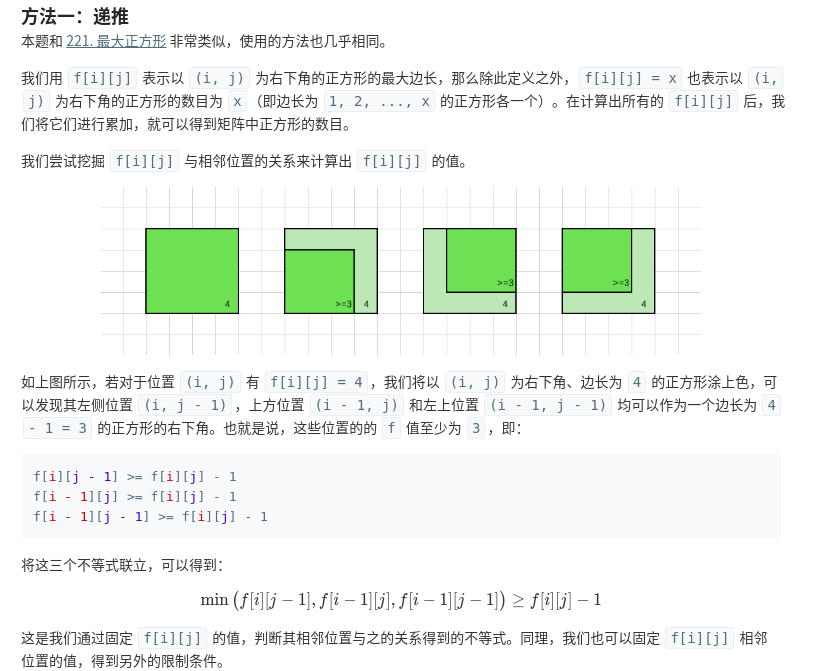 方法一：递推
本题和 221. 最大正方形 非常类似，使用的方法也几乎相同。
我们用 f[i][j] 表示以 (i, j) 为右下角的正方形的最大边长，那么除此定义之外， f[i][j] = x 也表示以 (i,
j) 为右下角的正方形的数目为 x （即边长为 1, 2, ..., x 的正方形各一个）。在计算出所有的 f[i][j] 后，我
们将它们进行累加，就可以得到矩阵中正方形的数目。
我们尝试挖掘 f[i][j] 与相邻位置的关系来计算出 f[i][j] 的值。
4 >=3 4 >=3 4 >=3 4
如上图所示，若对于位置 (i, j) 有 f[i][j] = 4 ，我们将以 (i, j) 为右下角、边长为 4 的正方形涂上色，可
以发现其左侧位置 (i, j - 1) ，上方位置 (i - 1, j) 和左上位置 (i - 1, j - 1) 均可以作为一个边长为 4
- 1 = 3 的正方形的右下角。也就是说，这些位置的的 f 值至少为 3 ，即：
f[i][j - 1] >= f[i][j] - 1
f[i - 1][j] >= f[i][j] - 1
f[i - 1][j - 1] >= f[i][j] - 1
将这三个不等式联立，可以得到：
min (f[i][j − 1], f[i − 1][j], f[i − 1][j − 1]) ≥ f[i][j] − 1
这是我们通过固定 f[i][j] 的值，判断其相邻位置与之的关系得到的不等式。同理，我们也可以固定 f[i][j] 相邻
位置的值，得到另外的限制条件。